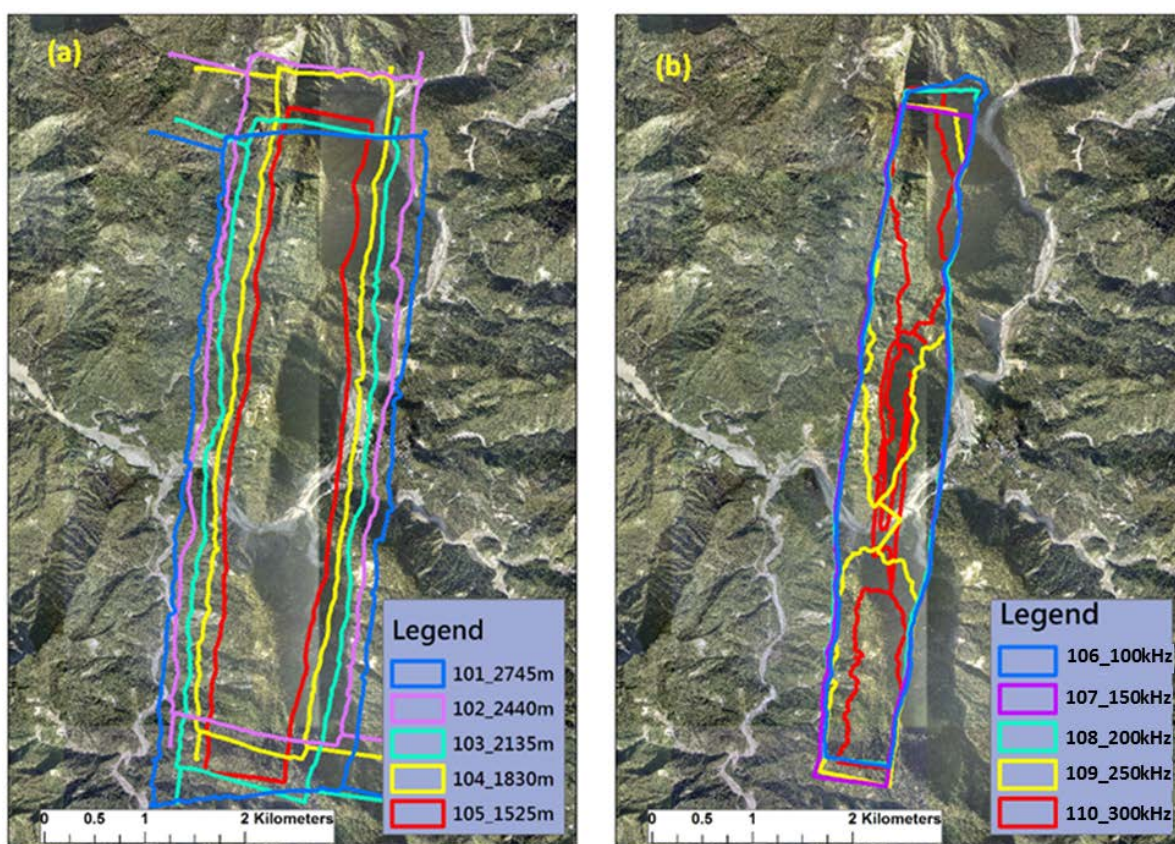 (a)
Legend
101_2745m
102_2440m
103_2135m
104_1830m
105_1525m
0 0.5 1 2 Kilometers
(b)
Legend
106_100kHz
107_150kHz
108_200kHz
109_250kHz
110_300kHz
0 0.5 1 2 Kilometers